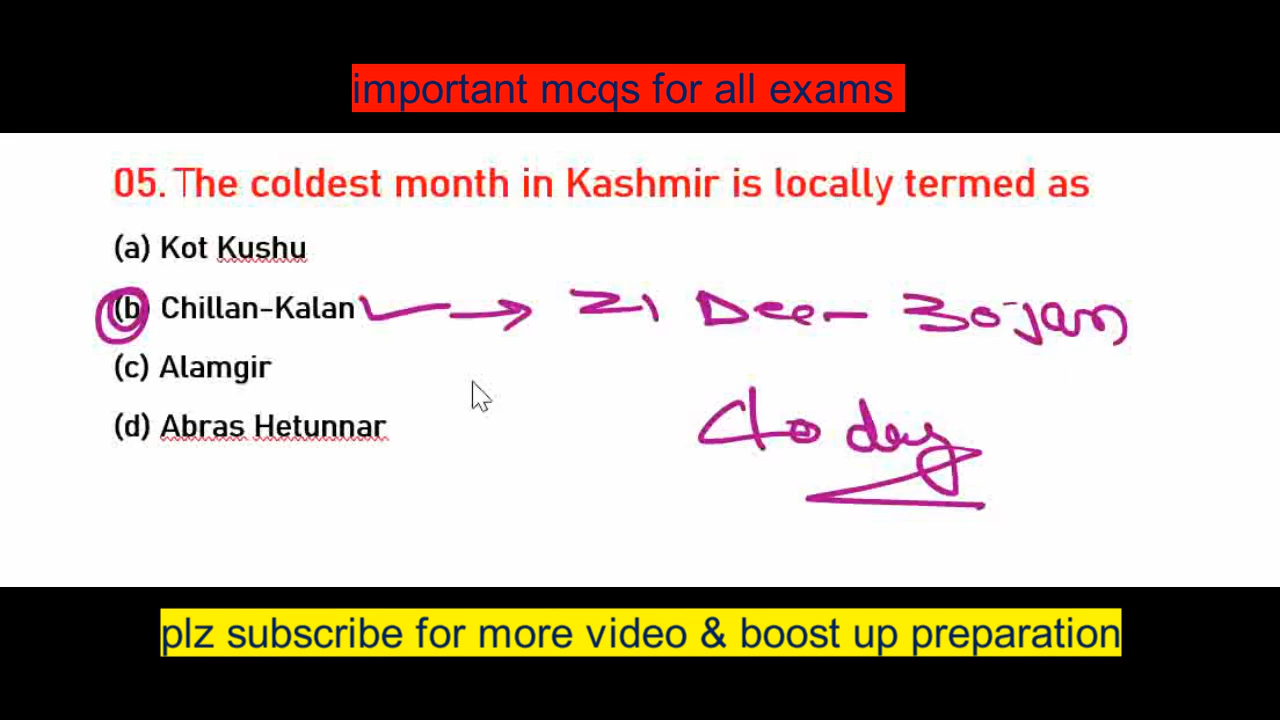 important mcqs for all exams
05. The coldest month in Kashmir is locally termed as
(a) Kot Kushu
(b) Chillan-Kalan → 21 Dec - 30-jan
40 day
(c) Alamgir
(d) Abras Hetunnar
plz subscribe for more video & boost up preparation